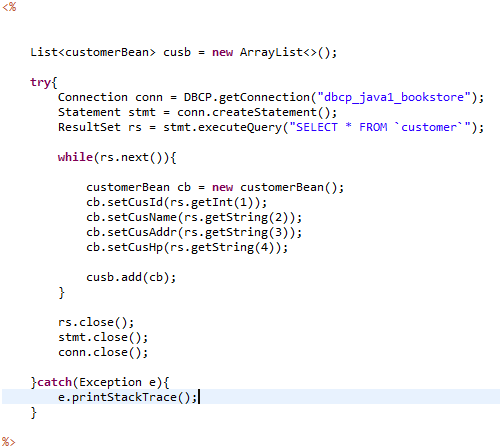 <%
List<customerBean> cusb = new ArrayList<>();
try{
Connection conn = DBCP.getConnection("dbcp_java1_bookstore");
Statement stmt = conn.createStatement();
ResultSet rs = stmt.executeQuery("SELECT * FROM `customer`");
while(rs.next()){
customerBean cb = new customerBean();
cb.setCusId(rs.getInt(1));
cb.setCusName(rs.getString(2));
cb.setCusAddr(rs.getString(3));
cb.setCusHp(rs.getString(4));
cusb.add(cb);
}
rs.close();
stmt.close();
conn.close();
}catch(Exception e){
e.printStackTrace();
}
%>